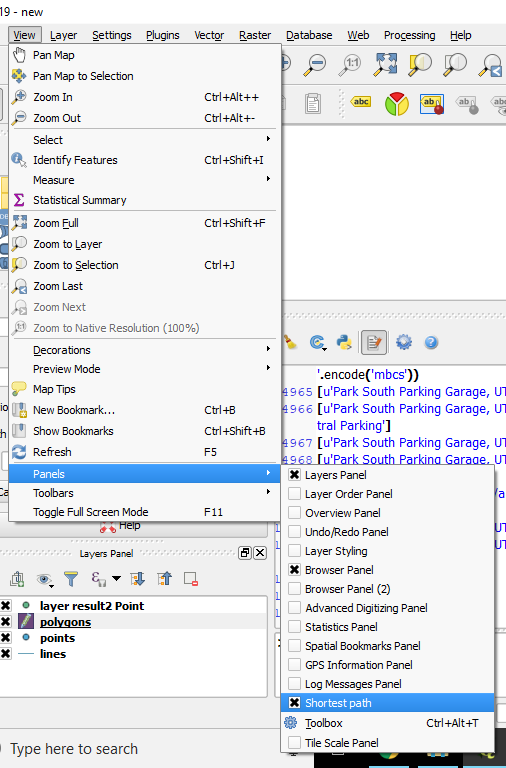 19 - new
View Layer Settings Plugins Vector Raster Database Web Processing Help
Pan Map
Pan Map to Selection
Zoom In Ctrl+Alt++
Zoom Out Ctrl+Alt+-
Select
Identify Features Ctrl+Shift+I
Measure
Statistical Summary
Zoom Full Ctrl+Shift+F
Zoom to Layer
Zoom to Selection Ctrl+J
Zoom Last
Zoom Next
Zoom to Native Resolution (100%)
Decorations
Preview Mode
Map Tips
New Bookmark... Ctrl+B
Show Bookmarks Ctrl+Shift+B
Refresh F5
Panels
Toolbars
Toggle Full Screen Mode F11
Help
abc
ab
ab
1:1
'.encode('mbcs'))
4965 [u'Park South Parking Garage, UT
4966 [u'Park South Parking Garage, UT
tral Parking']
4967 [u'Park South Parking Garage, UT
4968 [u'Park South Parking Garage, UT
Layers Panel
Layer Order Panel
Overview Panel
Undo/Redo Panel
Layer Styling
Browser Panel
Browser Panel (2)
Advanced Digitizing Panel
Statistics Panel
Spatial Bookmarks Panel
GPS Information Panel
Log Messages Panel
Shortest path
Toolbox Ctrl+Alt+T
Tile Scale Panel
Layers Panel
layer result2 Point
polygons
points
lines
Type here to search